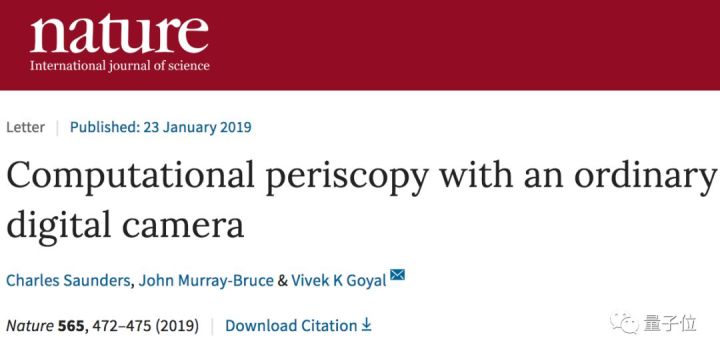 nature
International journal of science
Letter | Published: 23 January 2019
Computational periscopy with an ordinary
digital camera
Charles Saunders, John Murray-Bruce & Vivek K Goyal
Nature 565, 472–475 (2019) | Download Citation
量子位